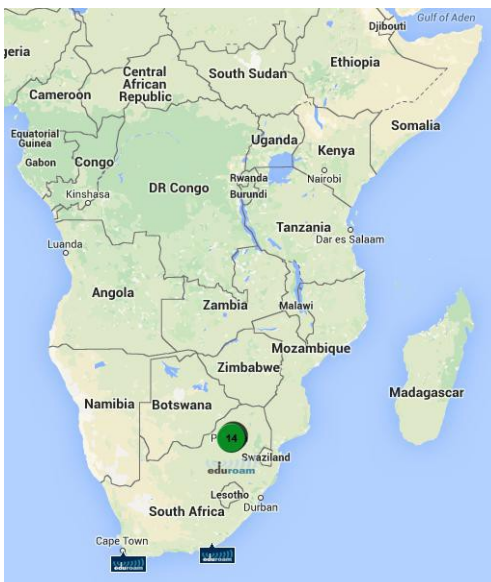 Gulf of Aden
Djibouti
geria
Ethiopia
South Sudan
Central
African
Republic
Cameroon
Somalia
Equatorial
Guinea
Uganda
Kenya
Gabon
Congo
Rwanda
Nairobi
DR Congo
Burundi
Kinshasa
Tanzania
Dar es Salaam
Luanda
Angola
Zambia
Malawi
Mozambique
Zimbabwe
Madagascar
Namibia
Botswana
P
14
Swaziland
eduroam
Lesotho
South Africa
Durban
Cape Town
eduroam
eduroam